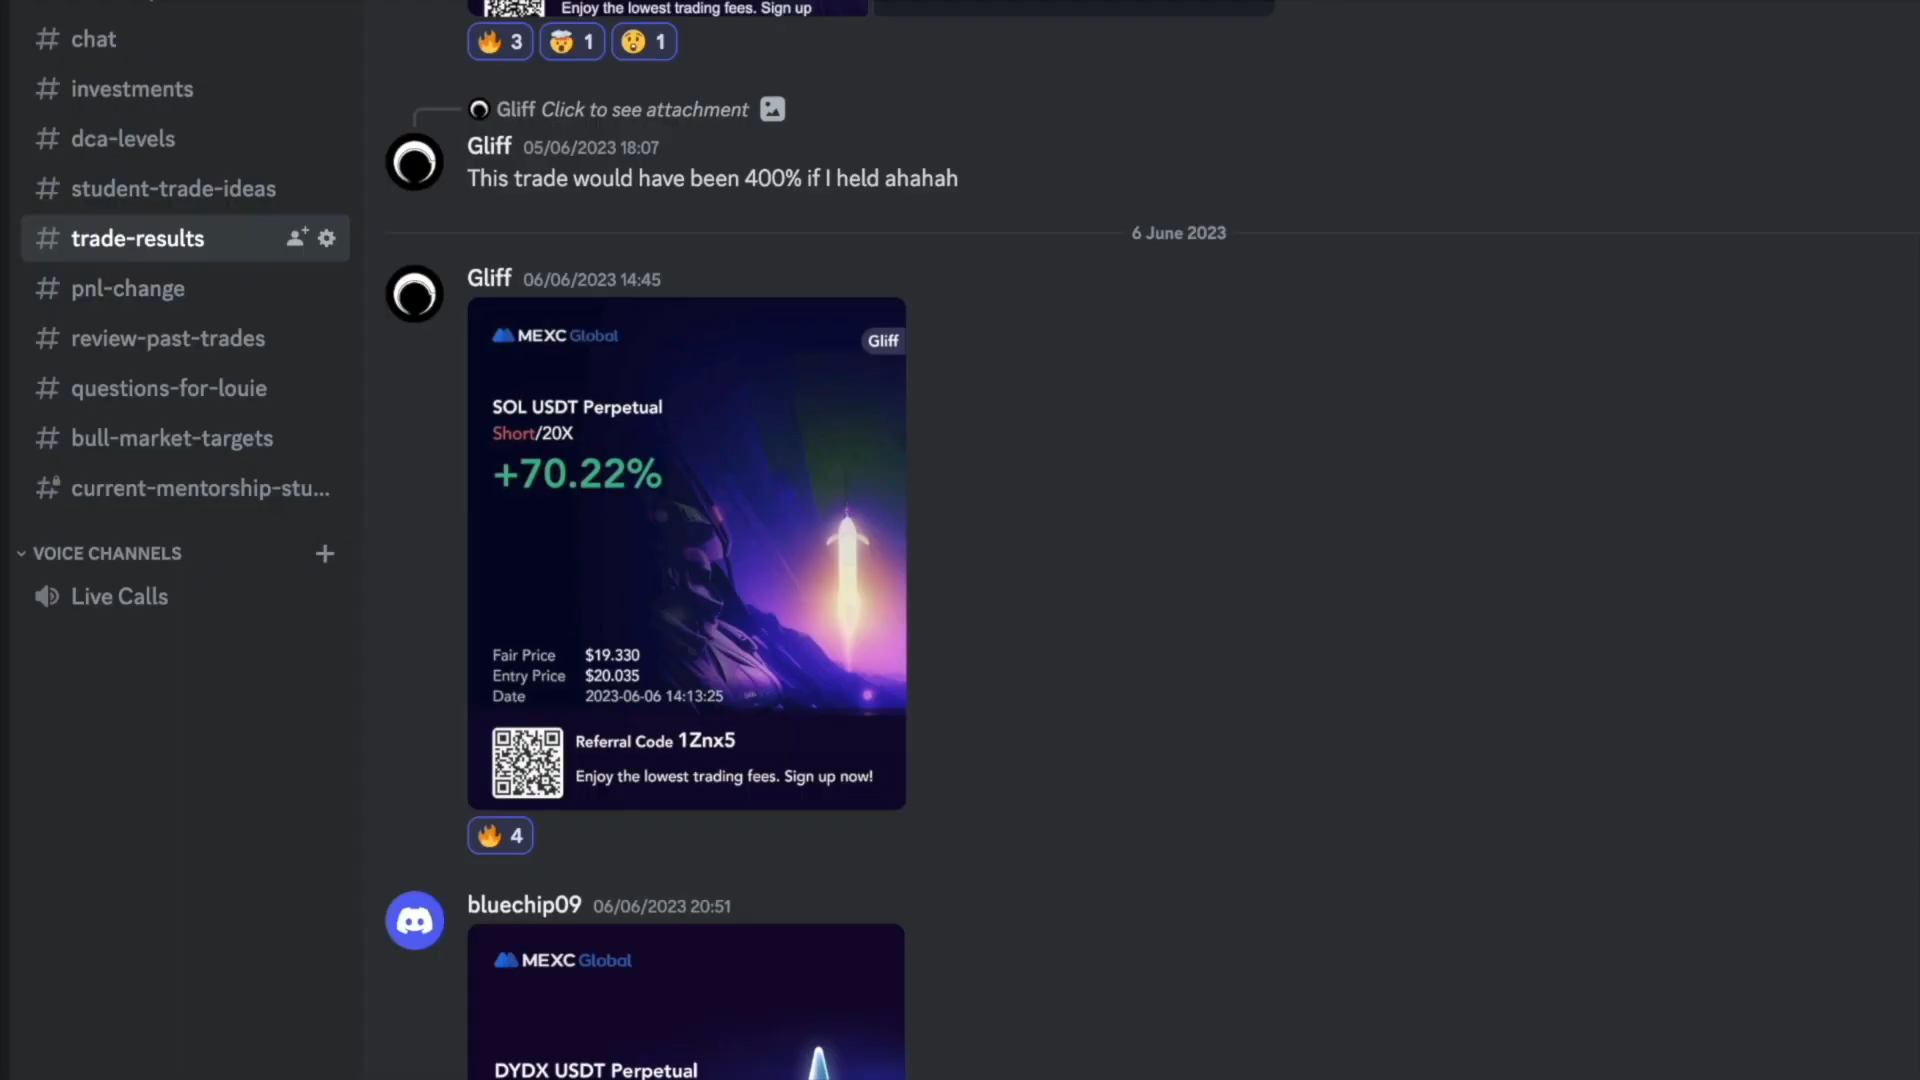 chat
investments
dca-levels
student-trade-ideas
trade-results
pnl-change
review-past-trades
questions-for-louie
bull-market-targets
current-mentorship-stu...
VOICE CHANNELS
Live Calls
Enjoy the lowest trading fees. Sign up
3 1 1
Gliff Click to see attachment
Gliff 05/06/2023 18:07
This trade would have been 400% if I held ahahah
6 June 2023
Gliff 06/06/2023 14:45
MEXC Global
Gliff
SOL USDT Perpetual
Short/20X
+70.22%
Fair Price $19.330
Entry Price $20.035
Date 2023-06-06 14:13:25
Referral Code 1Znx5
Enjoy the lowest trading fees. Sign up now!
4
bluechip09 06/06/2023 20:51
MEXC Global
DYDX USDT Perpetual